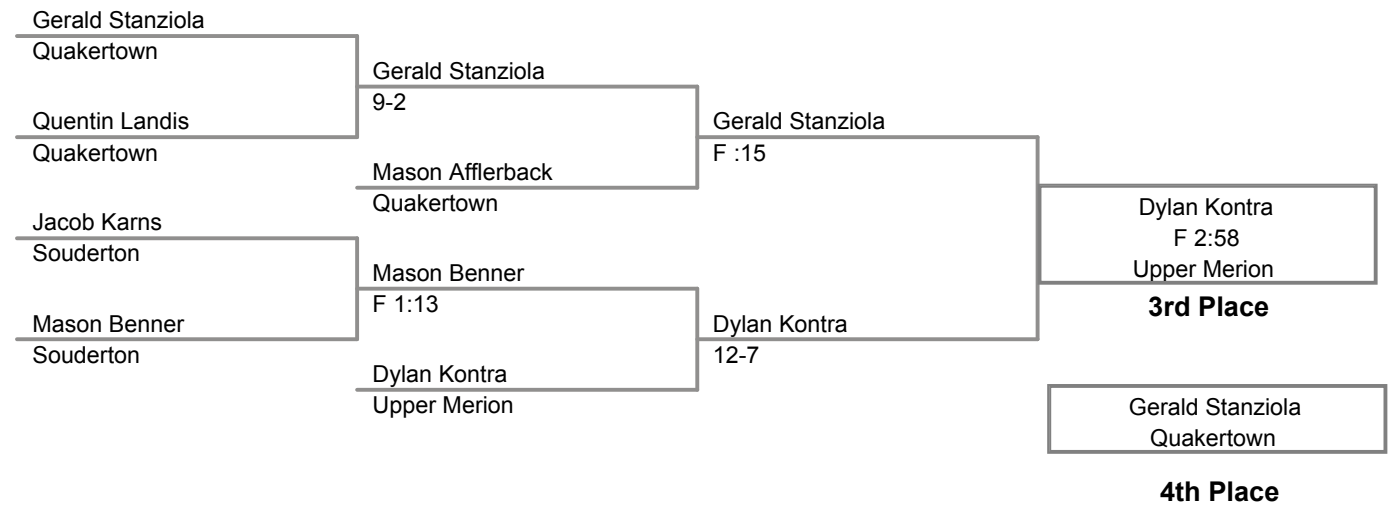 Gerald Stanziola
Quakertown
Gerald Stanziola
9-2
Quentin Landis
Quakertown
Gerald Stanziola
F :15
Mason Afflerback
Quakertown
Jacob Karns
Souderton
Mason Benner
F 1:13
Mason Benner
Souderton
Dylan Kontra
12-7
Dylan Kontra
Upper Merion
Dylan Kontra
F 2:58
Upper Merion
3rd Place
Gerald Stanziola
Quakertown
4th Place